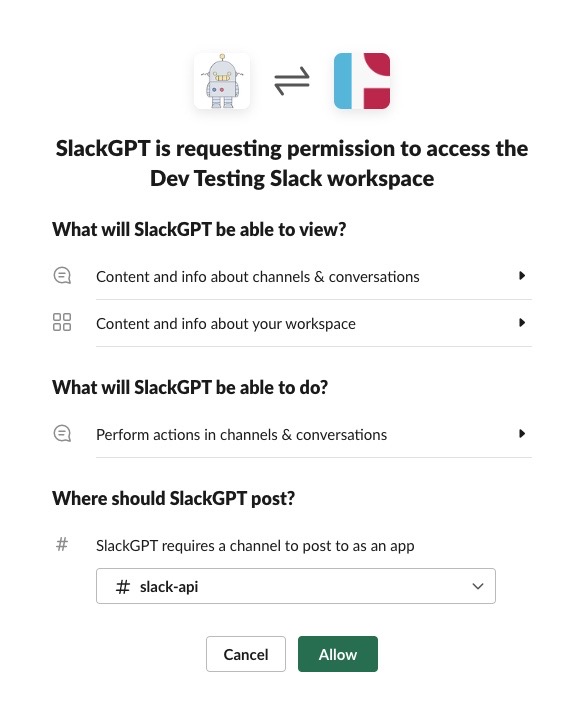 SlackGPT is requesting permission to access the
Dev Testing Slack workspace
What will SlackGPT be able to view?
Content and info about channels & conversations
Content and info about your workspace
What will SlackGPT be able to do?
Perform actions in channels & conversations
Where should SlackGPT post?
# SlackGPT requires a channel to post to as an app
# slack-api
Cancel Allow